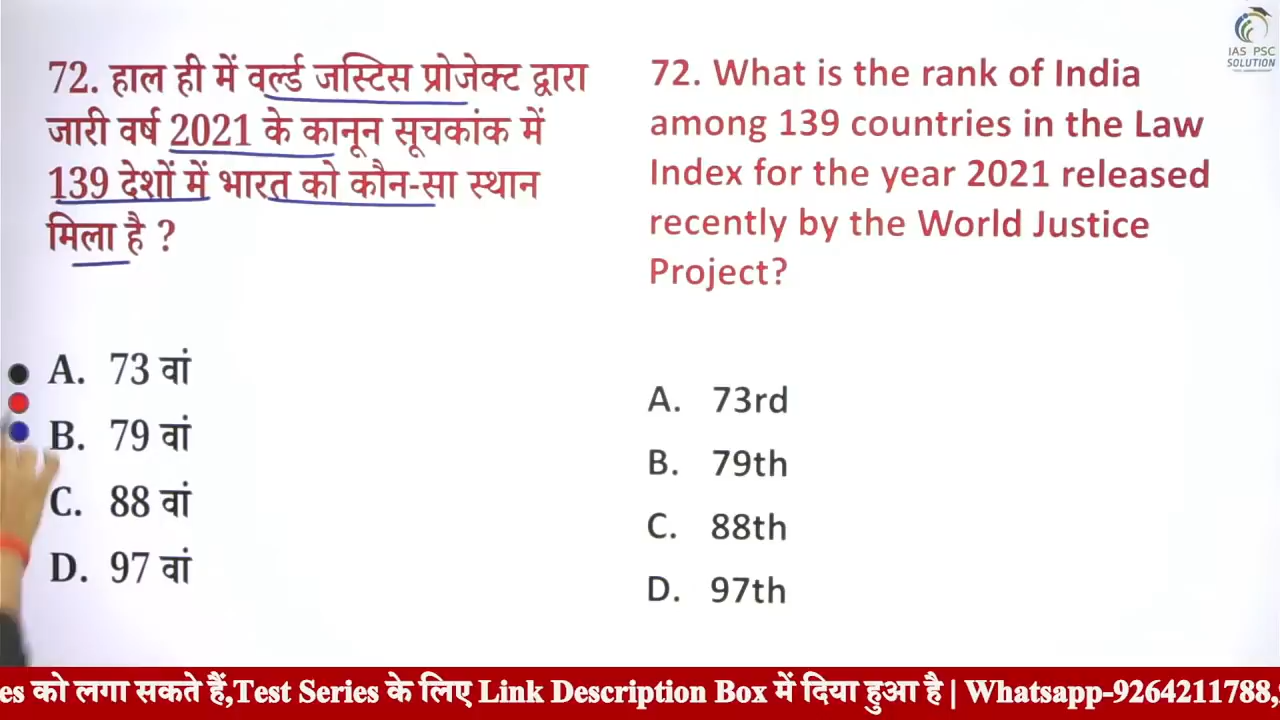 IAS PSC
SOLUTION
72. हाल ही में वर्ल्ड जस्टिस प्रोजेक्ट द्वारा
जारी वर्ष 2021 के कानून सूचकांक में
139 देशों में भारत को कौन-सा स्थान
मिला है ?
A. 73 वां
B. 79 वां
C. 88 वां
D. 97 वां
72. What is the rank of India
among 139 countries in the Law
Index for the year 2021 released
recently by the World Justice
Project?
A. 73rd
B. 79th
C. 88th
D. 97th
es को लगा सकते हैं,Test Series के लिए Link Description Box में दिया हुआ है | Whatsapp-9264211788,